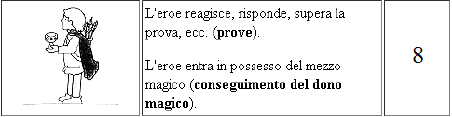 L'eroe reagisce, risponde, supera la
prova, ecc. (prove).
L'eroe entra in possesso del mezzo
magico (conseguimento del dono
magico).
8